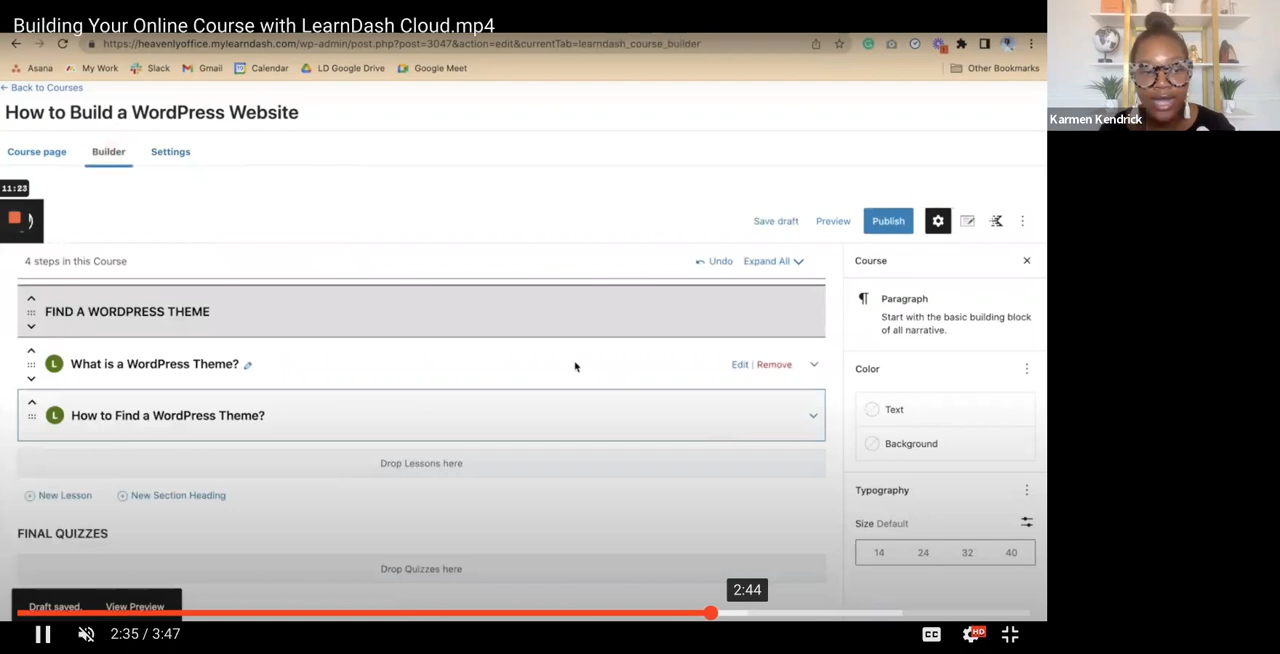 Building Your Online Course with LearnDash Cloud.mp4
https://heavenlyoffice.mylearndash.com/wp-admin/post.php?post=3047&action=edit&currentTab=learndash_course_builder
Asana My Work Slack Gmail Calendar LD Google Drive Google Meet Other Bookmarks
← Back to Courses
How to Build a WordPress Website
Karmen Kendrick
Course page Builder Settings
11:23
Save draft Preview Publish
4 steps in this Course Undo Expand All
Course
FIND A WORDPRESS THEME
Paragraph
Start with the basic building block
of all narrative.
L What is a WordPress Theme? Edit | Remove
Color
L How to Find a WordPress Theme?
Text
Background
Drop Lessons here
New Lesson New Section Heading
Typography
Size Default
FINAL QUIZZES
14 24 32 40
Drop Quizzes here
2:44
Draft saved. View Preview
2:35 / 3:47
CC HD